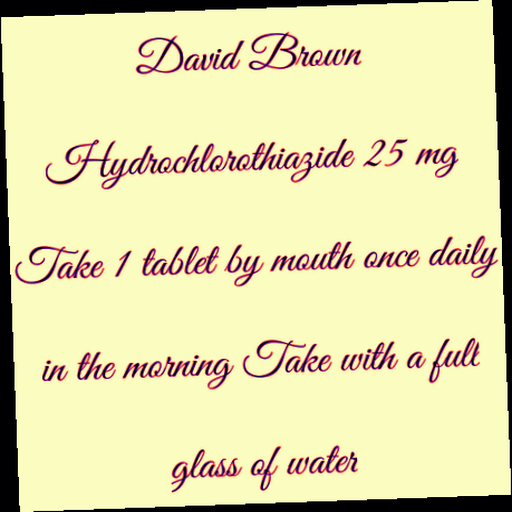 David Brown
Hydrochlorothiazide 25 mg
Take 1 tablet by mouth once daily
in the morning Take with a full
glass of water